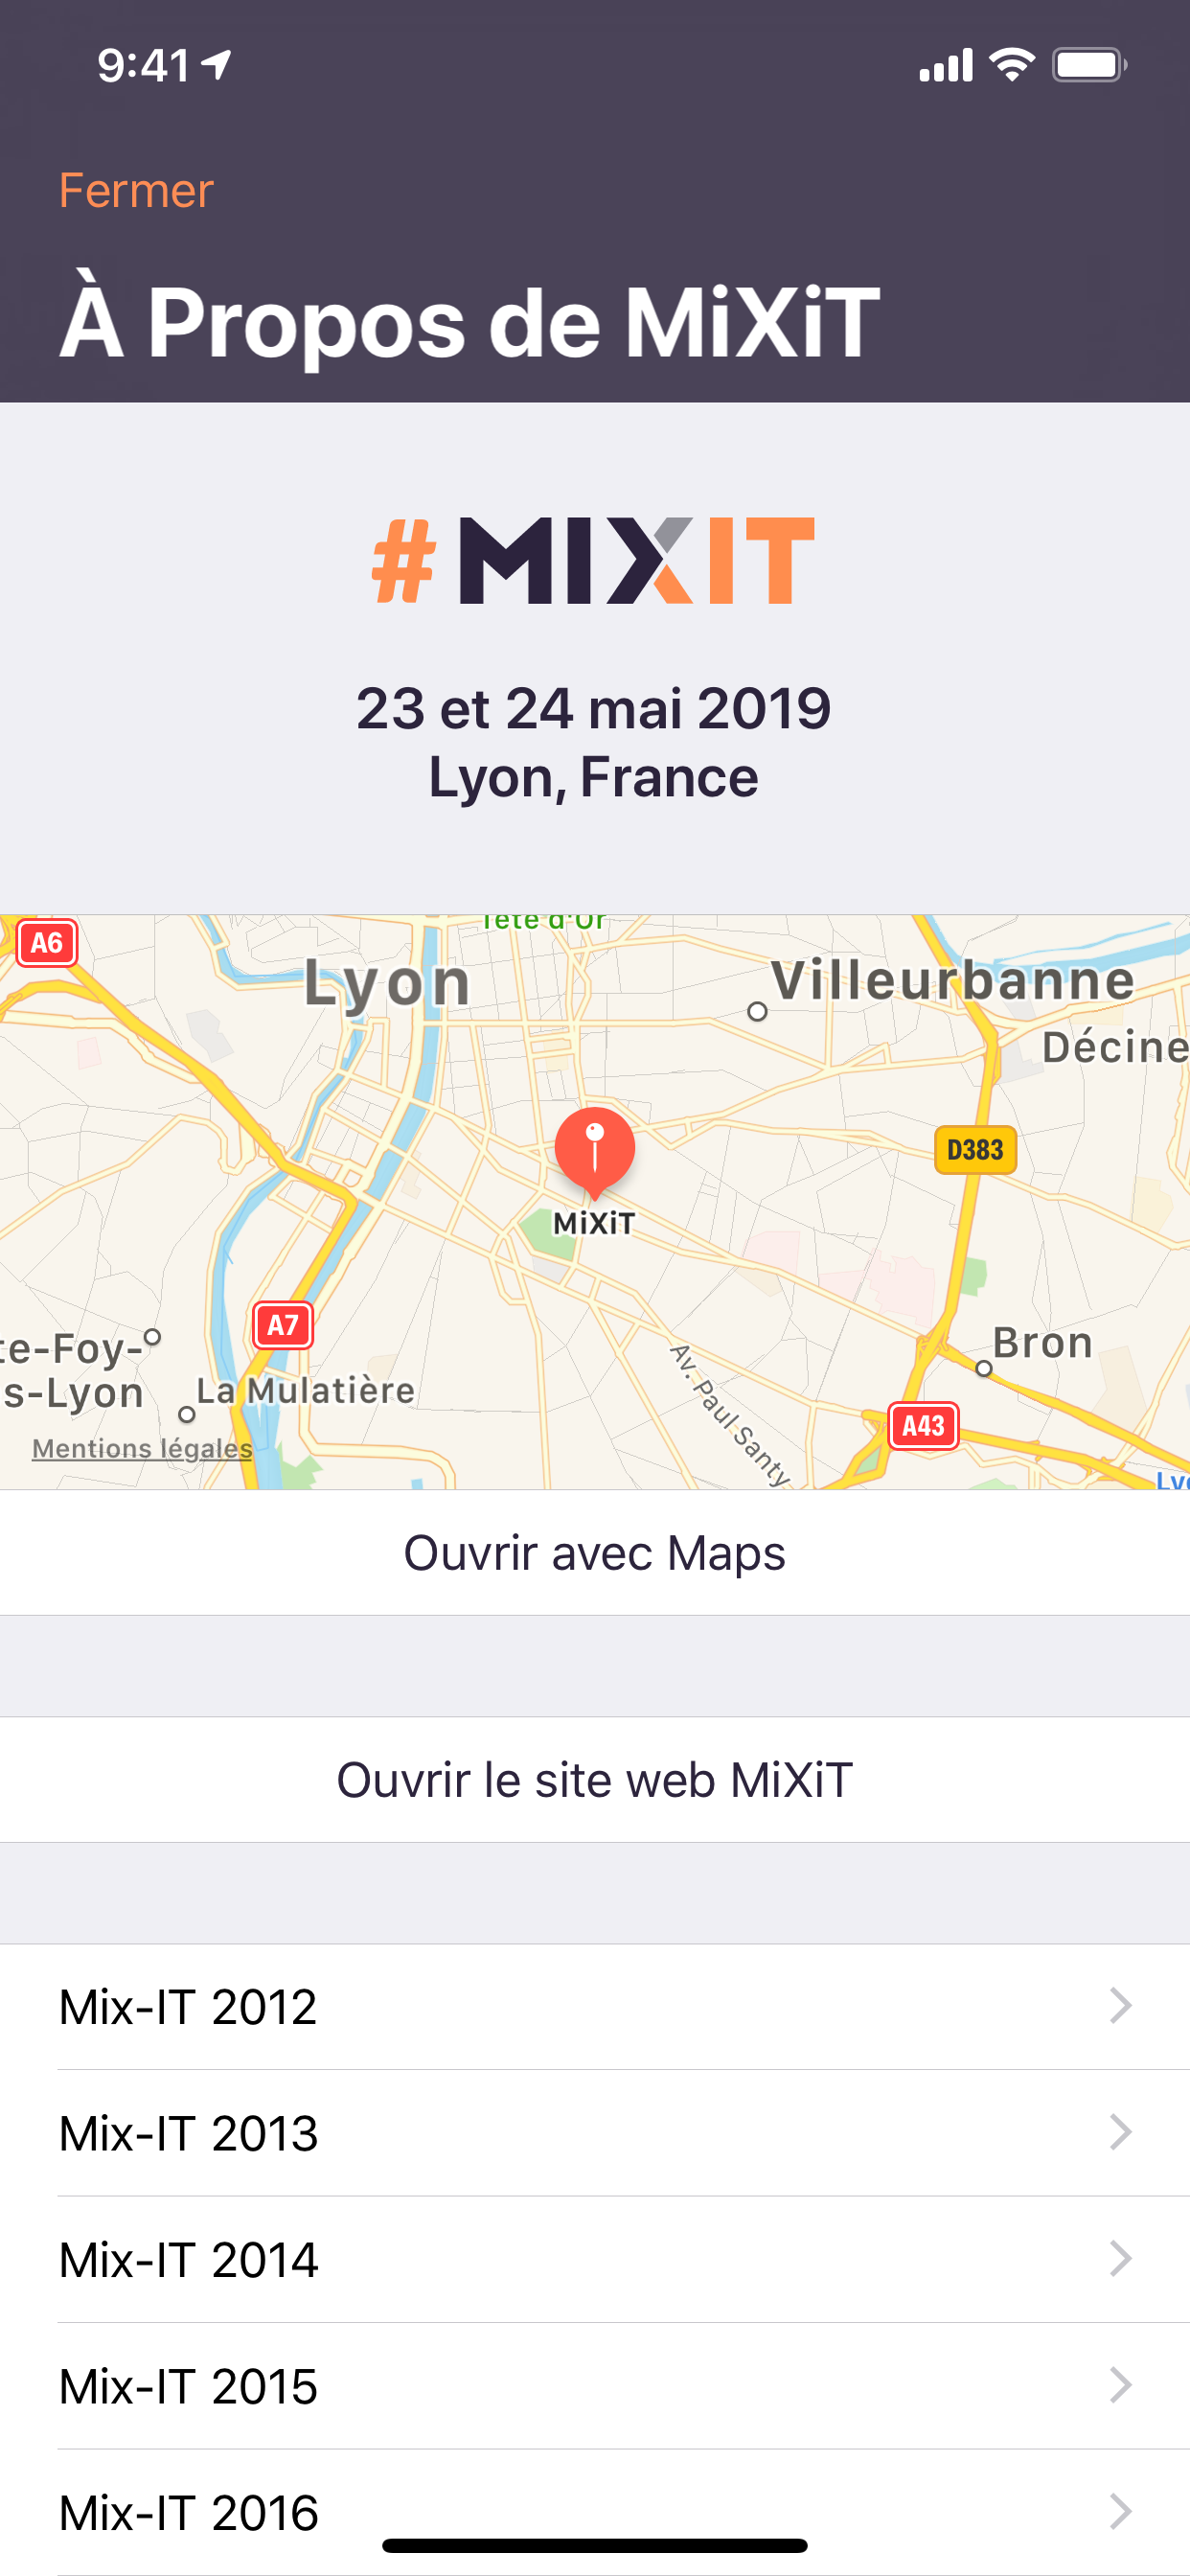 9:41
Fermer
À Propos de MiXiT
#MIXIT
23 et 24 mai 2019
Lyon, France
Tête d'Or
A6
Lyon
Villeurbanne
Décine
D383
MiXiT
A7
te-Foy-
s-Lyon
La Mulatière
Bron
Av. Paul Santy
A43
Mentions légales
Ouvrir avec Maps
Ouvrir le site web MiXiT
Mix-IT 2012
Mix-IT 2013
Mix-IT 2014
Mix-IT 2015
Mix-IT 2016